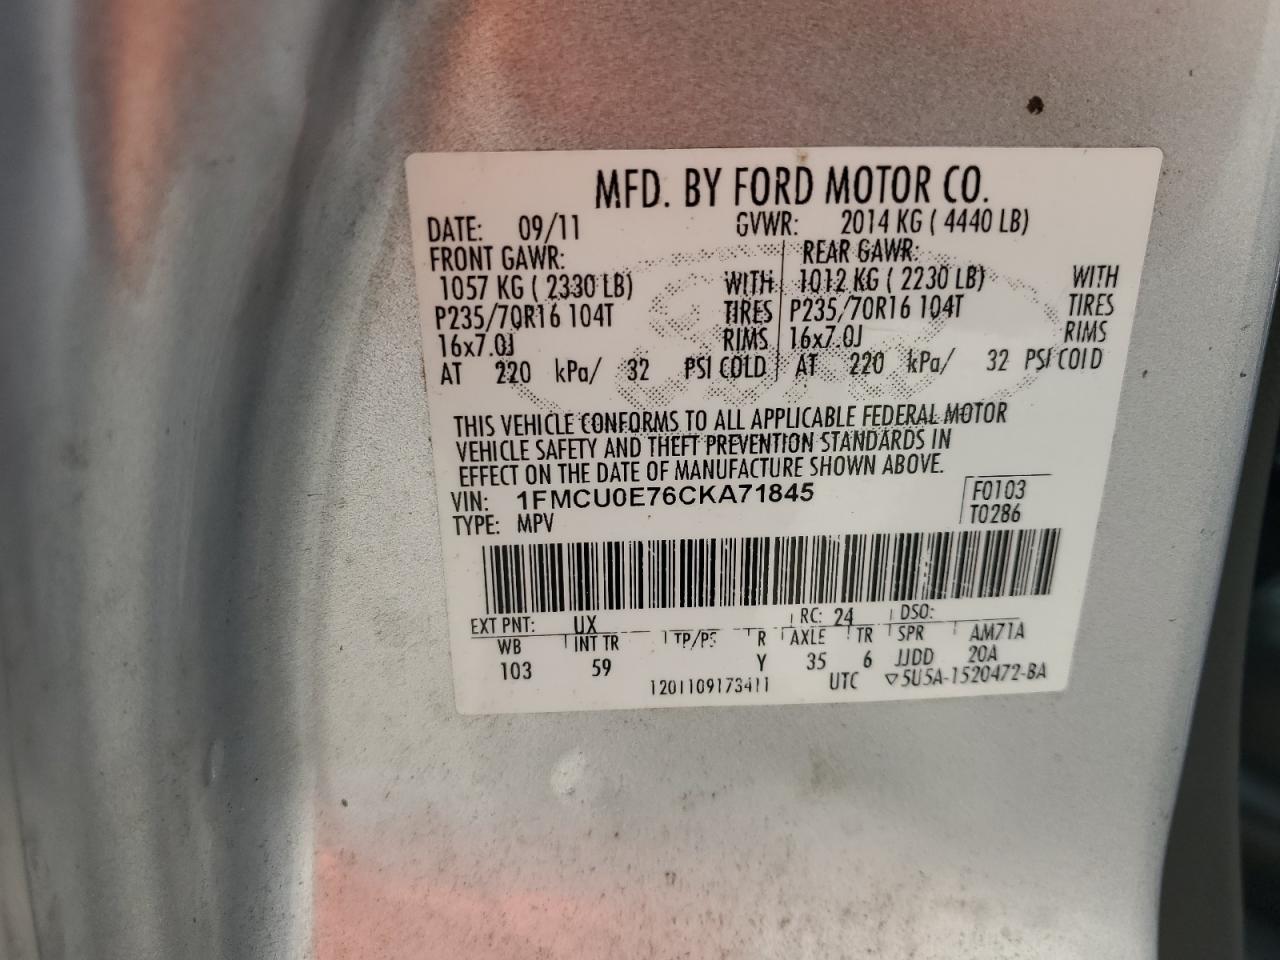 MFD. BY FORD MOTOR CO.
DATE: 09/11 GVWR: 2014 KG ( 4440 LB)
FRONT GAWR: REAR GAWR:
1057 KG ( 2330 LB) WITH 1012 KG ( 2230 LB) WITH
P235/70R16 104T TIRES P235/70R16 104T TIRES
16x7.0J RIMS 16x7.0J RIMS
AT 220 kPa/ 32 PSI COLD AT 220 kPa/ 32 PSI COLD
THIS VEHICLE CONFORMS TO ALL APPLICABLE FEDERAL MOTOR
VEHICLE SAFETY AND THEFT PREVENTION STANDARDS IN
EFFECT ON THE DATE OF MANUFACTURE SHOWN ABOVE.
VIN: 1FMCU0E76CKA71845 F0103
TYPE: MPV T0286
EXT PNT: UX RC: 24 DSO:
WB INT TR TP/PS R AXLE TR SPR AM71A
103 59 Y 35 6 JJDD 20A
1201109173411 UTC ▽5U5A-1520472-BA